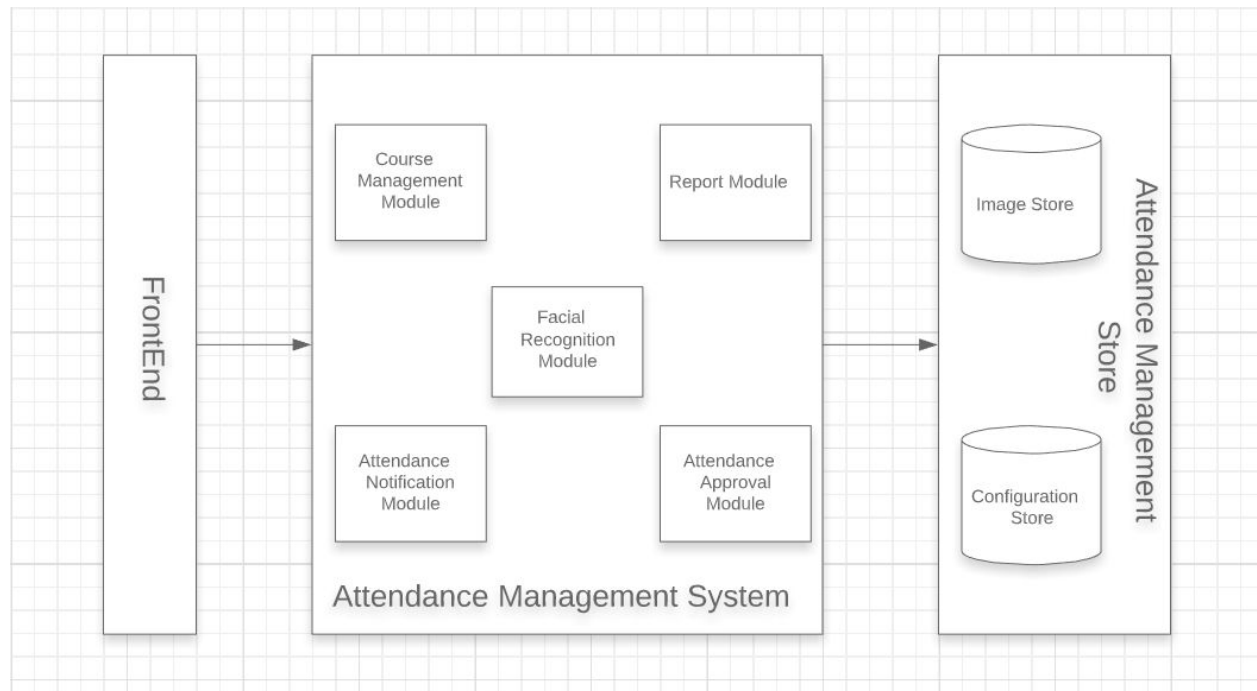 FrontEnd
Course
Management
Module
Report Module
Facial
Recognition
Module
Attendance
Notification
Module
Attendance
Approval
Module
Attendance Management System
Image Store
Configuration
Store
Attendance Management
Store